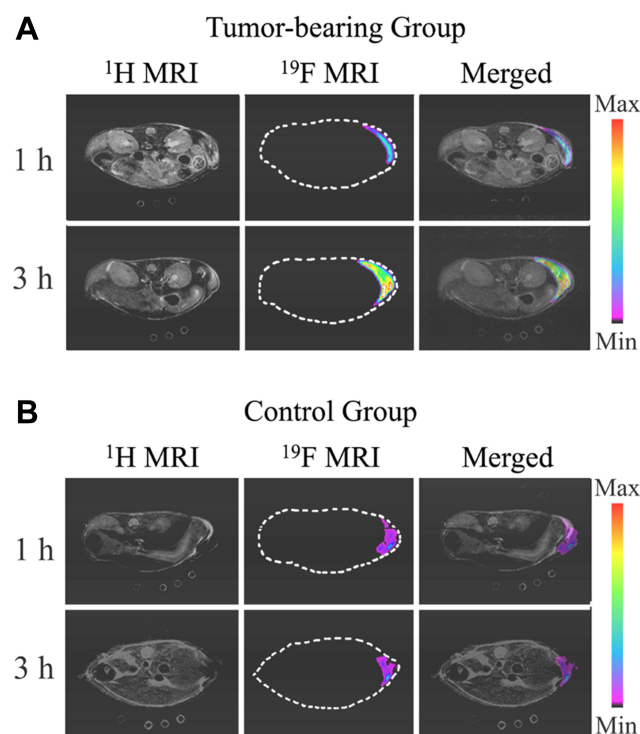 A
Tumor-bearing Group
¹H MRI ¹⁹F MRI Merged
Max
1 h
3 h
Min
B
Control Group
¹H MRI ¹⁹F MRI Merged
Max
1 h
3 h
Min